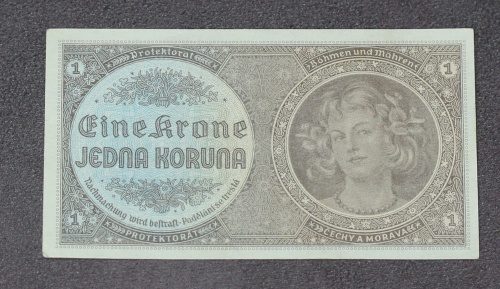 1
Protektorat
Böhmen und Mähren
1
Eine Krone
JEDNA KORUNA
Nachmachung wird bestraft - Padělání se trestá
1
PROTEKTORÁT
ČECHY A MORAVA
1